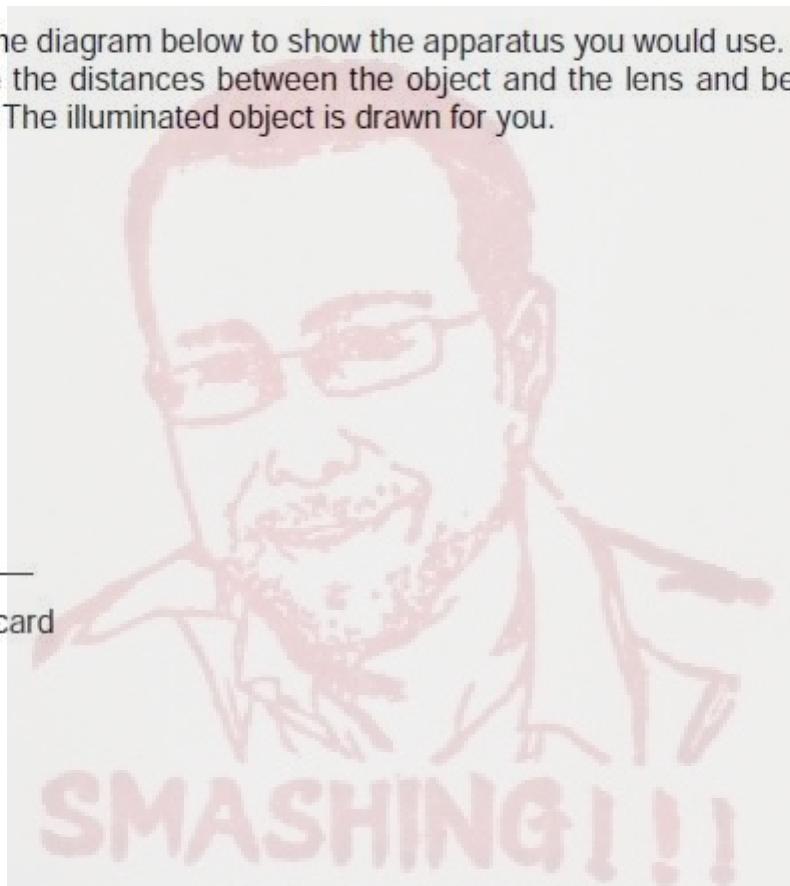 he diagram below to show the apparatus you would use.
the distances between the object and the lens and be
The illuminated object is drawn for you.
card
SMASHING!!!